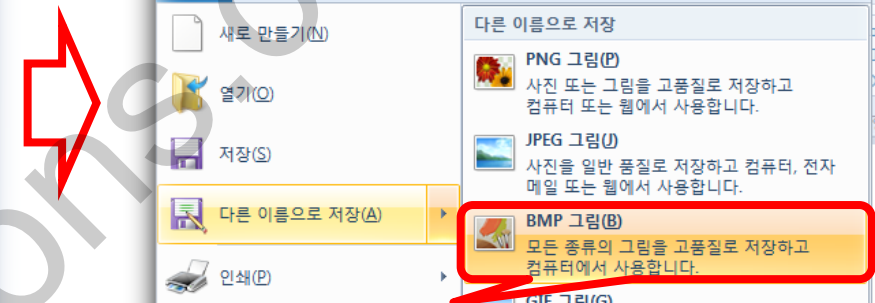 새로 만들기(N)
열기(O)
저장(S)
다른 이름으로 저장(A)
인쇄(P)
다른 이름으로 저장
PNG 그림(P)
사진 또는 그림을 고품질로 저장하고
컴퓨터 또는 웹에서 사용합니다.
JPEG 그림(J)
사진을 일반 품질로 저장하고 컴퓨터, 전자
메일 또는 웹에서 사용합니다.
BMP 그림(B)
모든 종류의 그림을 고품질로 저장하고
컴퓨터에서 사용합니다.
GIF 그림(G)
ons.